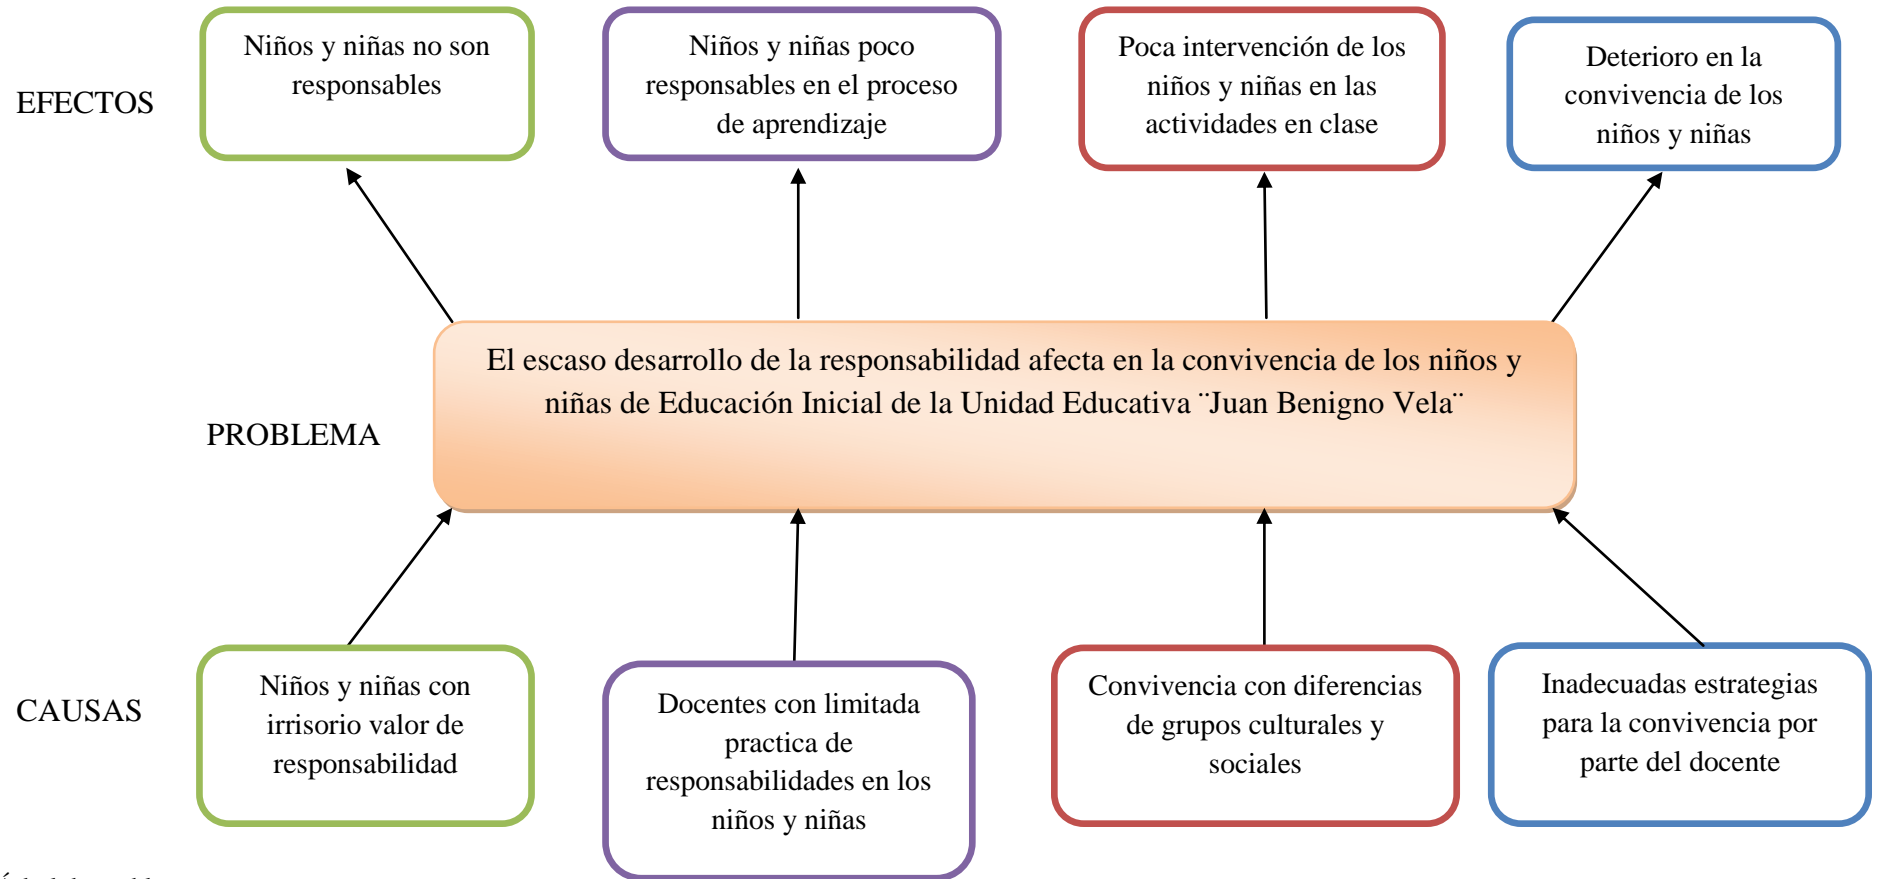 Niños y niñas no son
responsables
Niños y niñas poco
responsables en el proceso
de aprendizaje
Poca intervención de los
niños y niñas en las
actividades en clase
Deterioro en la
convivencia de los
niños y niñas
EFECTOS
El escaso desarrollo de la responsabilidad afecta en la convivencia de los niños y
niñas de Educación Inicial de la Unidad Educativa ¨Juan Benigno Vela¨
PROBLEMA
CAUSAS
Niños y niñas con
irrisorio valor de
responsabilidad
Docentes con limitada
practica de
responsabilidades en los
niños y niñas
Convivencia con diferencias
de grupos culturales y
sociales
Inadecuadas estrategias
para la convivencia por
parte del docente